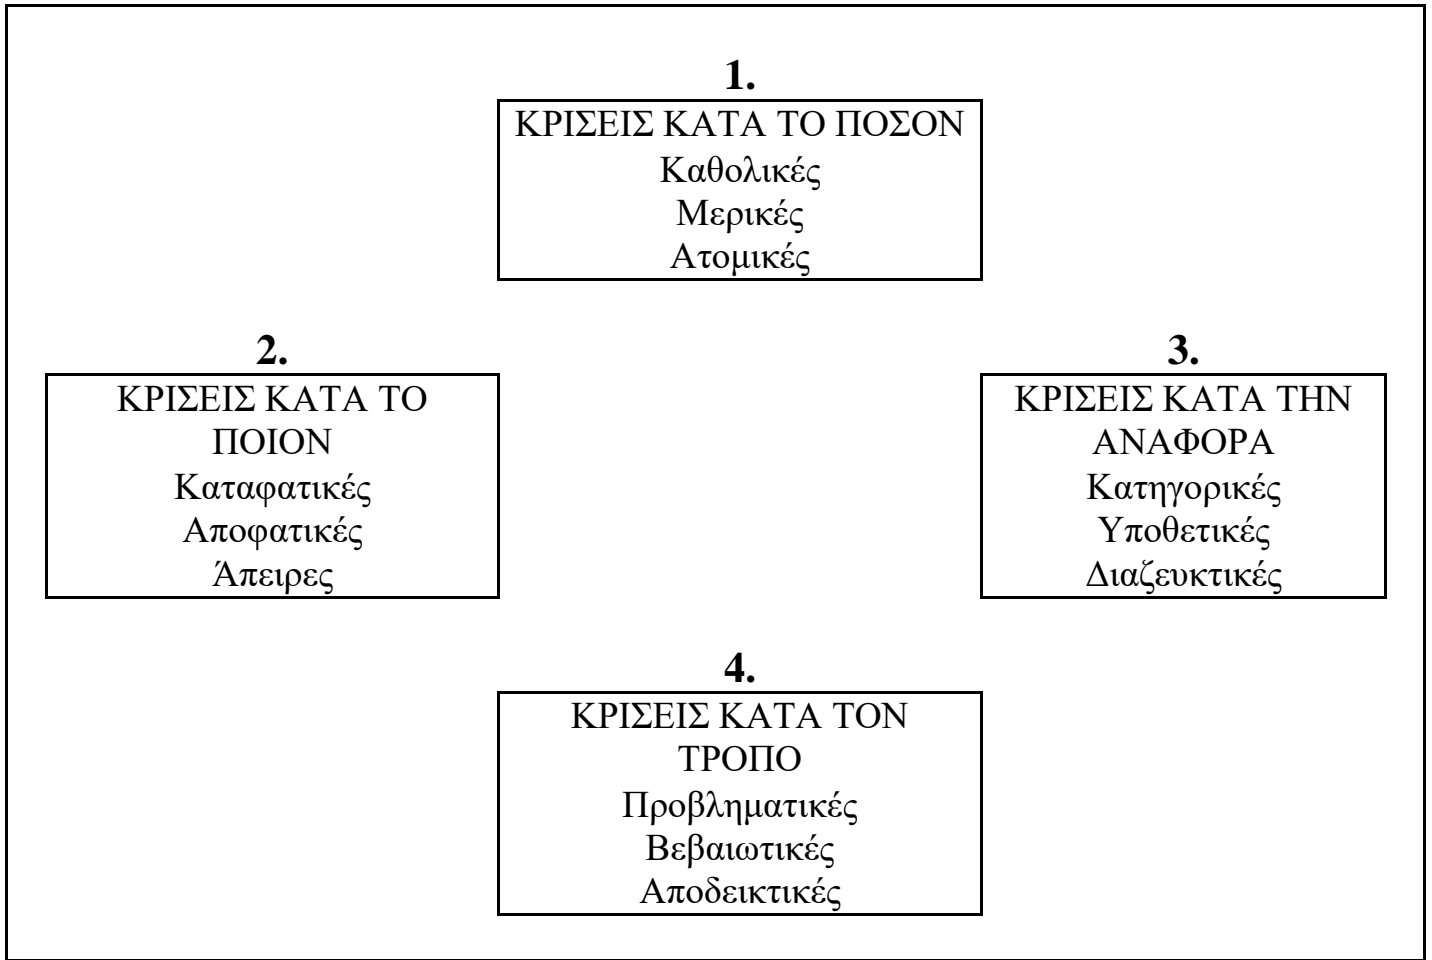 1.
ΚΡΙΣΕΙΣ ΚΑΤΑ ΤΟ ΠΟΣΟΝ
Καθολικές
Μερικές
Ατομικές
2.
ΚΡΙΣΕΙΣ ΚΑΤΑ ΤΟ
ΠΟΙΟΝ
Καταφατικές
Αποφατικές
Άπειρες
3.
ΚΡΙΣΕΙΣ ΚΑΤΑ ΤΗΝ
ΑΝΑΦΟΡΑ
Κατηγορικές
Υποθετικές
Διαζευκτικές
4.
ΚΡΙΣΕΙΣ ΚΑΤΑ ΤΟΝ
ΤΡΟΠΟ
Προβληματικές
Βεβαιωτικές
Αποδεικτικές